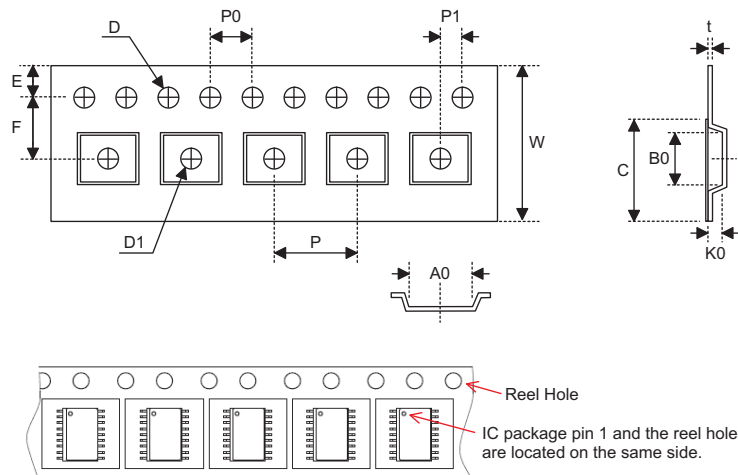 D
P0
P1
t
E
F
W
C
B0
D1
P
A0
K0
Reel Hole
IC package pin 1 and the reel hole
are located on the same side.